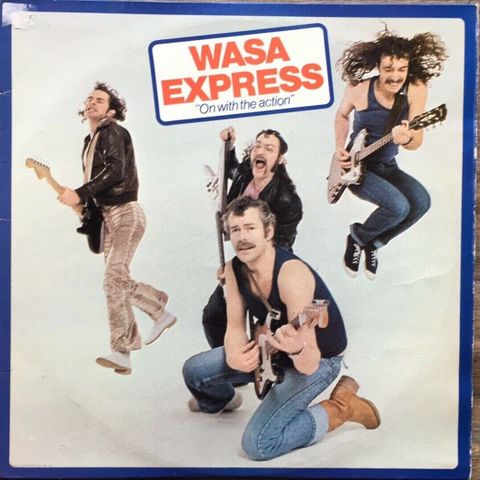 WASA
EXPRESS
"On with the action"